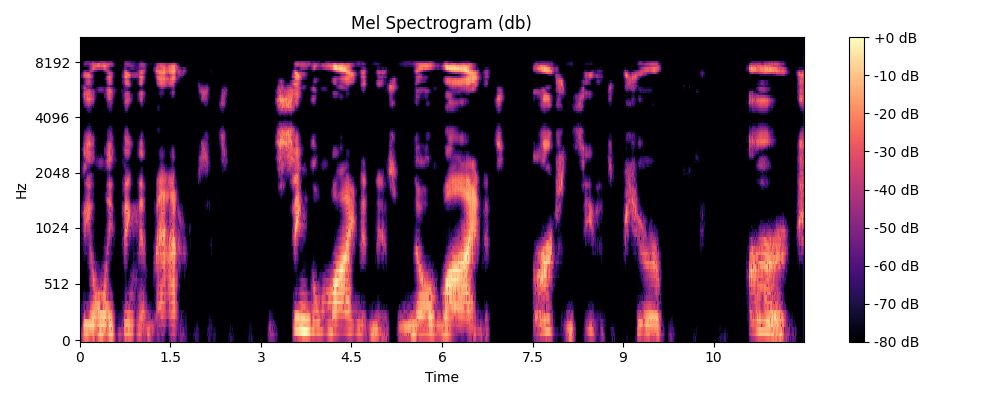 Mel Spectrogram (db)
Hz
8192
4096
2048
1024
512
0
0 1.5 3 4.5 6 7.5 9 10
Time
+0 dB
-10 dB
-20 dB
-30 dB
-40 dB
-50 dB
-60 dB
-70 dB
-80 dB